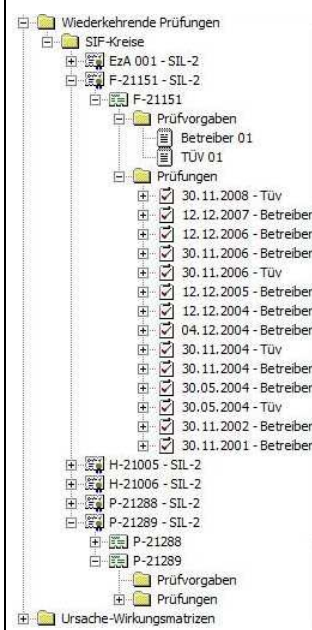 Wiederkehrende Prüfungen
SIF-Kreise
EzA 001 - SIL-2
F-21151 - SIL-2
F-21151
Prüfvorgaben
Betreiber 01
TÜV 01
Prüfungen
30.11.2008 - Tüv
12.12.2007 - Betreiber
12.12.2006 - Betreiber
30.11.2006 - Betreiber
30.11.2006 - Tüv
12.12.2005 - Betreiber
12.12.2004 - Betreiber
04.12.2004 - Betreiber
30.11.2004 - Tüv
30.11.2004 - Betreiber
30.05.2004 - Betreiber
30.05.2004 - Tüv
30.11.2002 - Betreiber
30.11.2001 - Betreiber
H-21005 - SIL-2
H-21006 - SIL-2
P-21288 - SIL-2
P-21289 - SIL-2
P-21288
P-21289
Prüfvorgaben
Prüfungen
Ursache-Wirkungsmatrizen